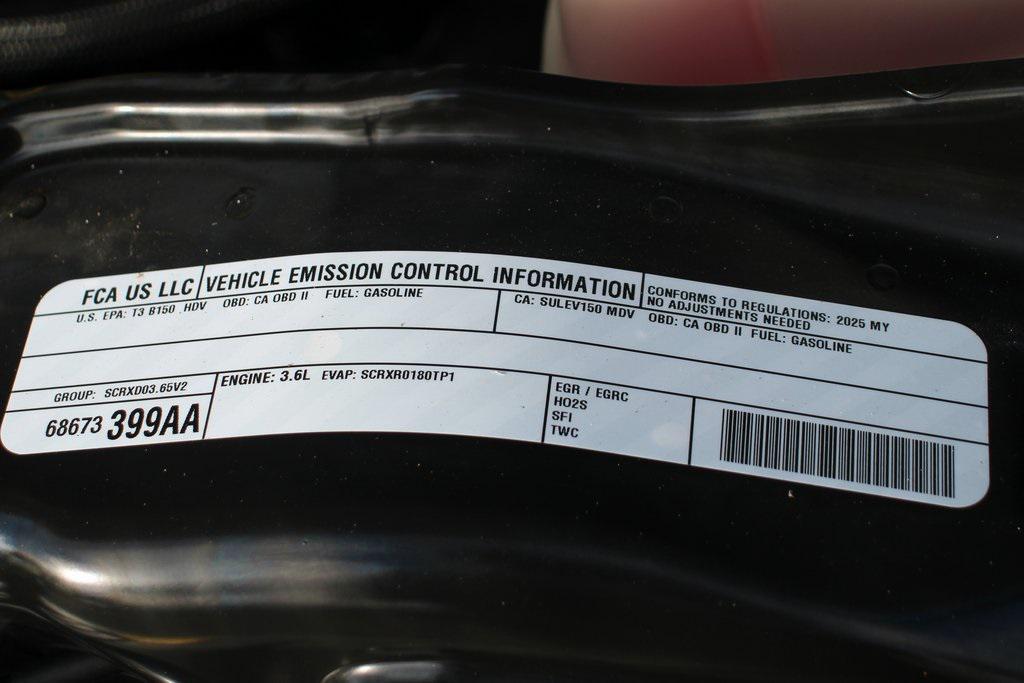 FCA US LLC
VEHICLE EMISSION CONTROL INFORMATION
CONFORMS TO REGULATIONS: 2025 MY
NO ADJUSTMENTS NEEDED
U.S. EPA: T3 B150 .HDV OBD: CA OBD II FUEL: GASOLINE
CA: SULEV150 MDV OBD: CA OBD II FUEL: GASOLINE
GROUP: SCRXD03.65V2
68673 399AA
ENGINE: 3.6L EVAP: SCRXR0180TP1
EGR / EGRC
HO2S
SFI
TWC